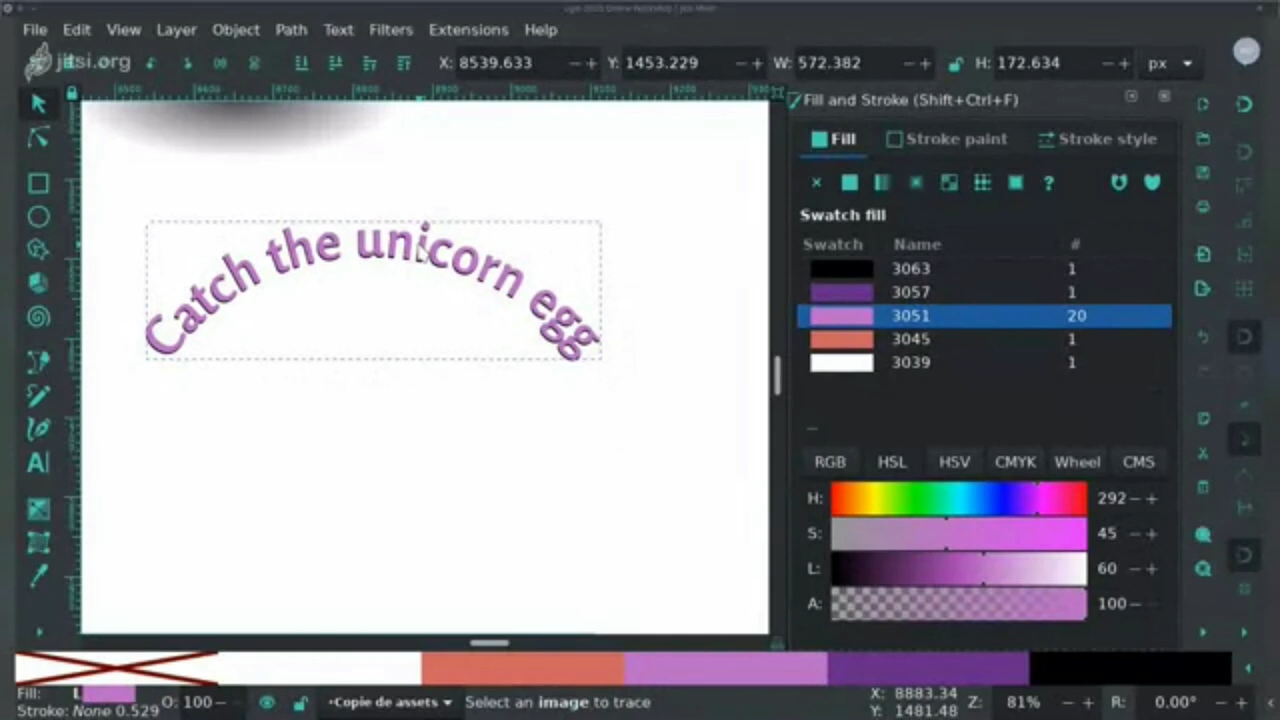 File Edit View Layer Object Path Text Filters Extensions Help
jitsi.org
X: 8539.633 Y: 1453.229 W: 572.382 H: 172.634 px
Fill and Stroke (Shift+Ctrl+F)
Fill Stroke paint Stroke style
Swatch fill
Swatch Name #
3063 1
3057 1
3051 20
3045 1
3039 1
Catch the unicorn egg
RGB HSL HSV CMYK Wheel CMS
H: 292
S: 45
L: 60
A: 100
Fill: L
Stroke: None 0.529
O: 100
•Copie de assets
Select an image to trace
X: 8883.34
Y: 1481.48
Z: 81%
R: 0.00°